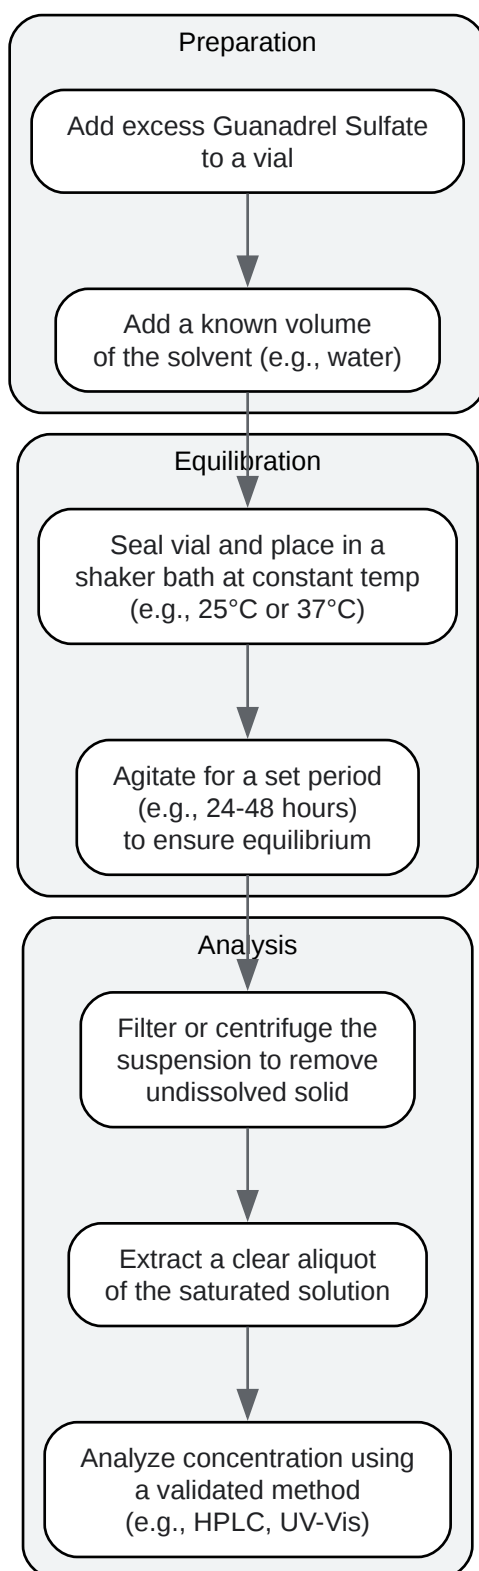 Preparation
Add excess Guanadrel Sulfate
to a vial
Add a known volume
of the solvent (e.g., water)
Equilibration
Seal vial and place in a
shaker bath at constant temp
(e.g., 25°C or 37°C)
Agitate for a set period
(e.g., 24-48 hours)
to ensure equilibrium
Analysis
Filter or centrifuge the
suspension to remove
undissolved solid
Extract a clear aliquot
of the saturated solution
Analyze concentration using
a validated method
(e.g., HPLC, UV-Vis)